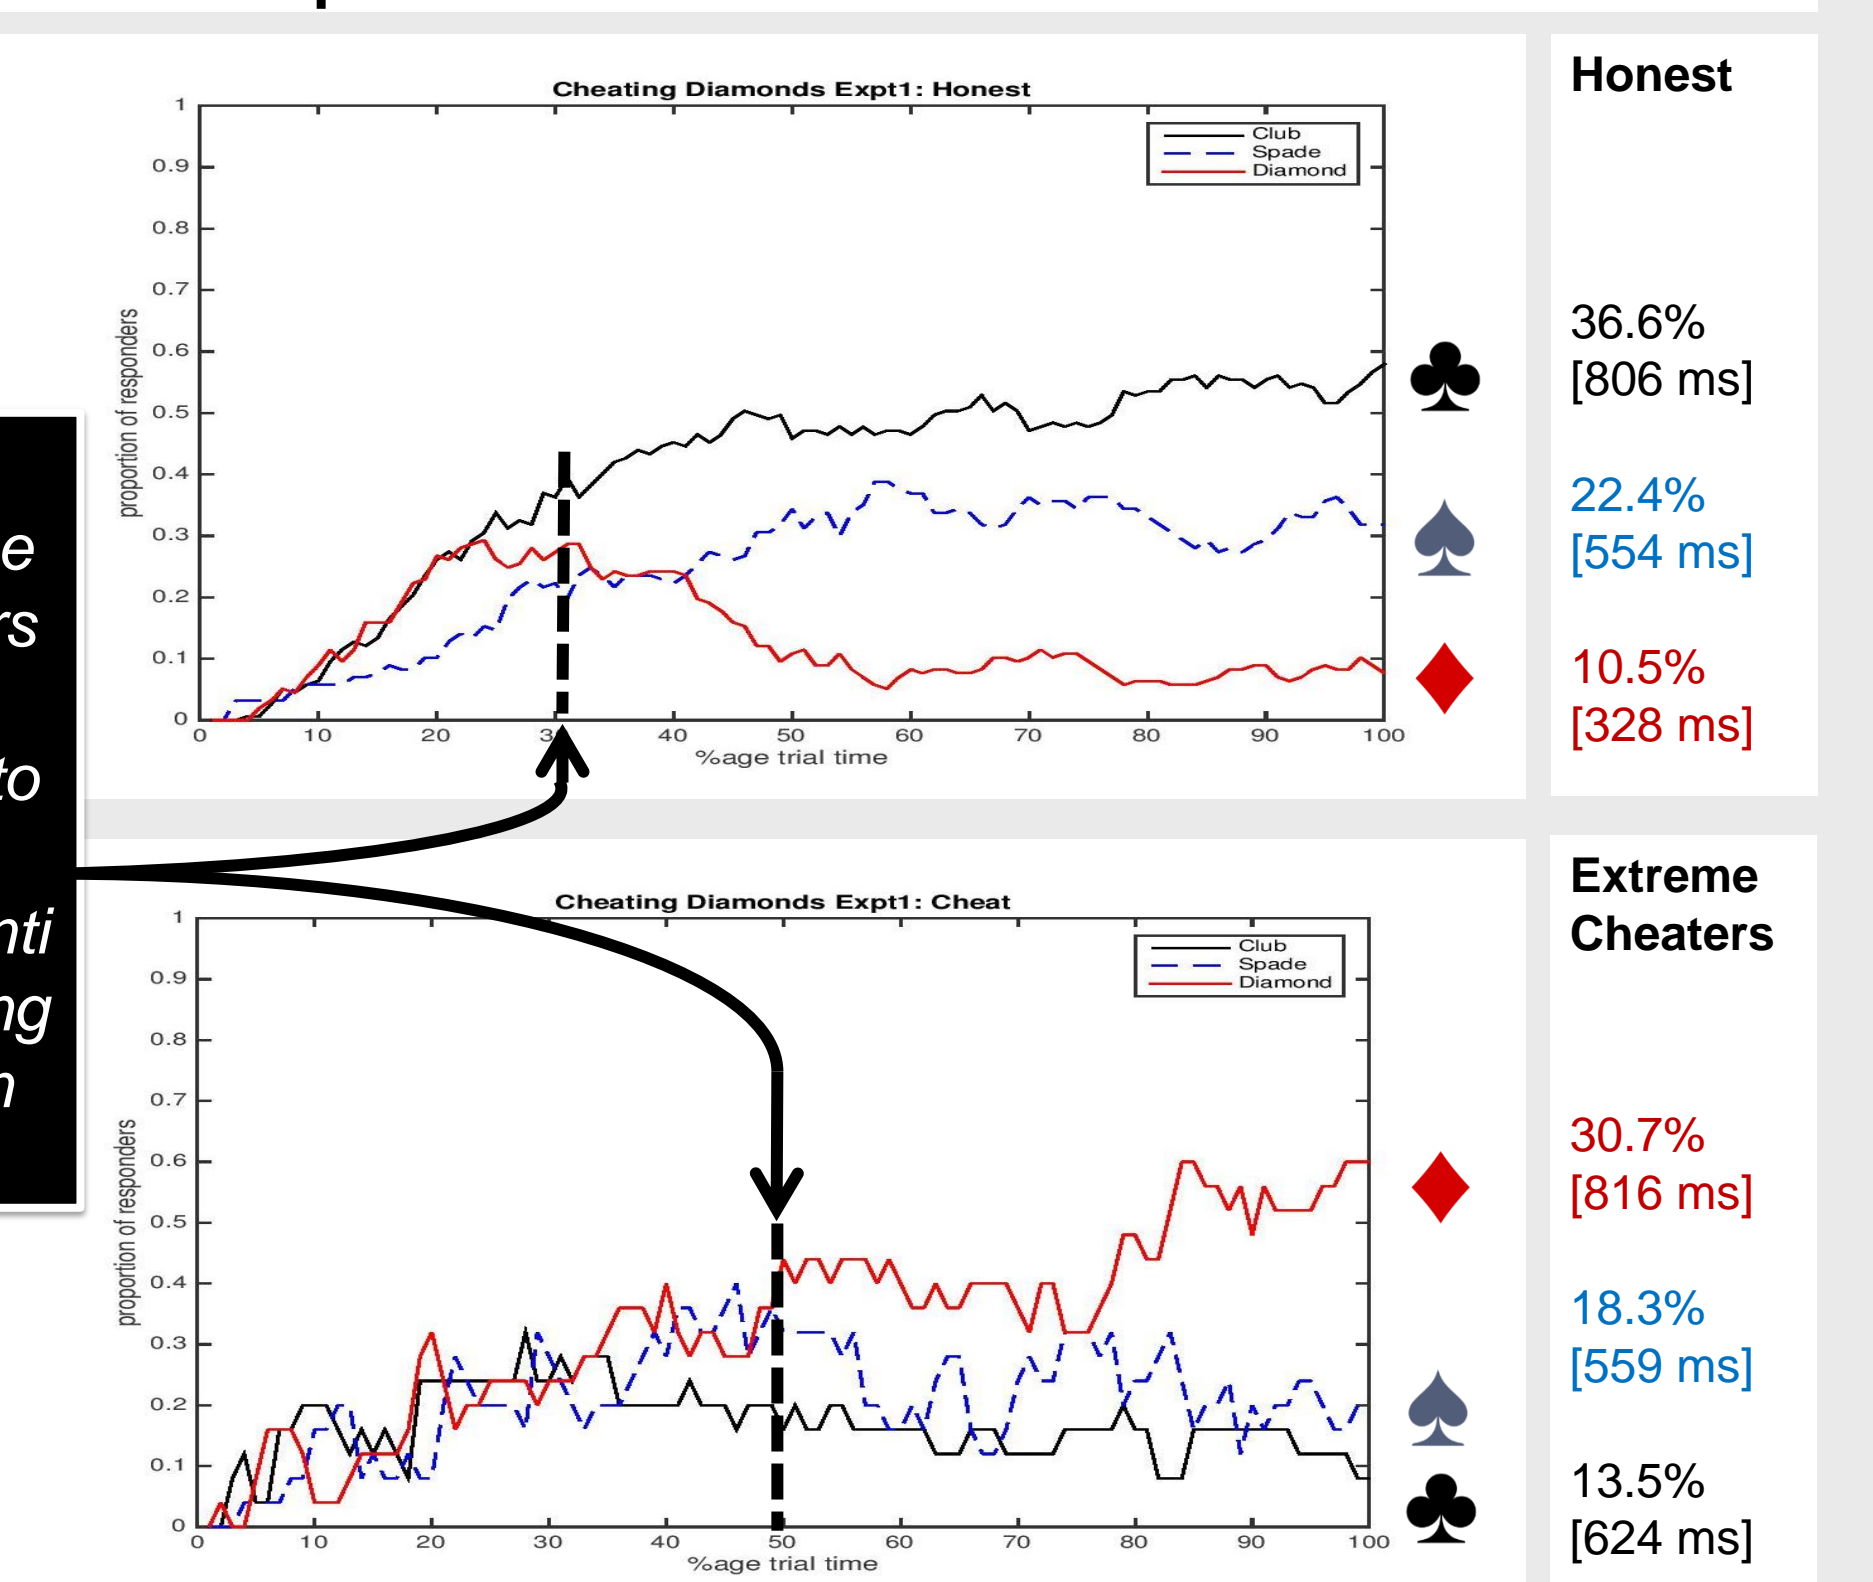 Cheating Diamonds Expt1: Honest
1
0.9
0.8
0.7
0.6
0.5
0.4
0.3
0.2
0.1
0
proportion of responders
Club
Spade
Diamond
0 10 20 40 50 60 70 80 90 100
%age trial time
Honest
36.6%
[806 ms]
22.4%
[554 ms]
10.5%
[328 ms]
to
Cheating Diamonds Expt1: Cheat
1
0.9
0.8
0.7
0.6
0.5
0.4
0.3
0.2
0.1
0
proportion of responders
Club
Spade
Diamond
0 10 20 30 40 50 60 70 80 90 100
%age trial time
Extreme
Cheaters
30.7%
[816 ms]
18.3%
[559 ms]
13.5%
[624 ms]